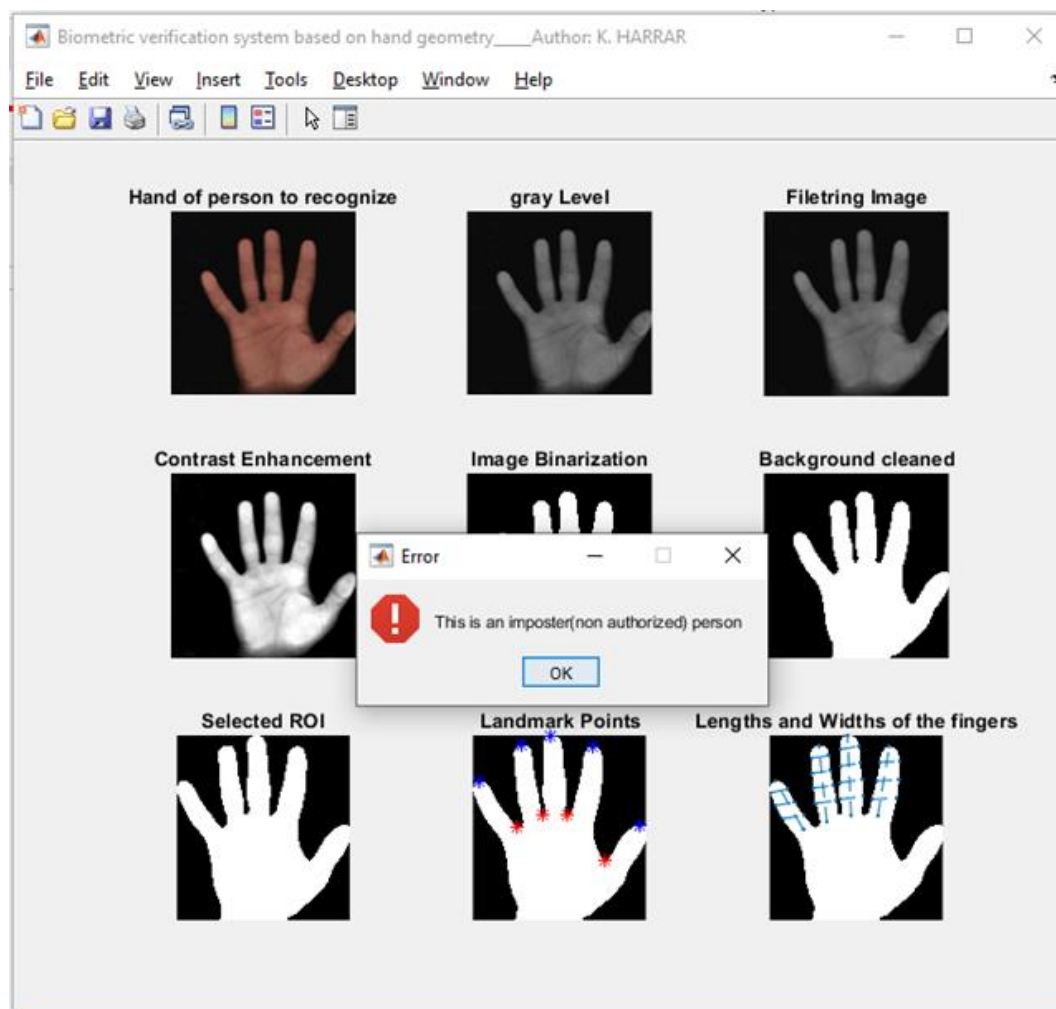 Biometric verification system based on hand geometry____Author: K. HARRAR
File Edit View Insert Tools Desktop Window Help
Hand of person to recognize gray Level Filetring Image
Contrast Enhancement Image Binarization Background cleaned
Error
This is an imposter(non authorized) person
OK
Selected ROI Landmark Points Lengths and Widths of the fingers